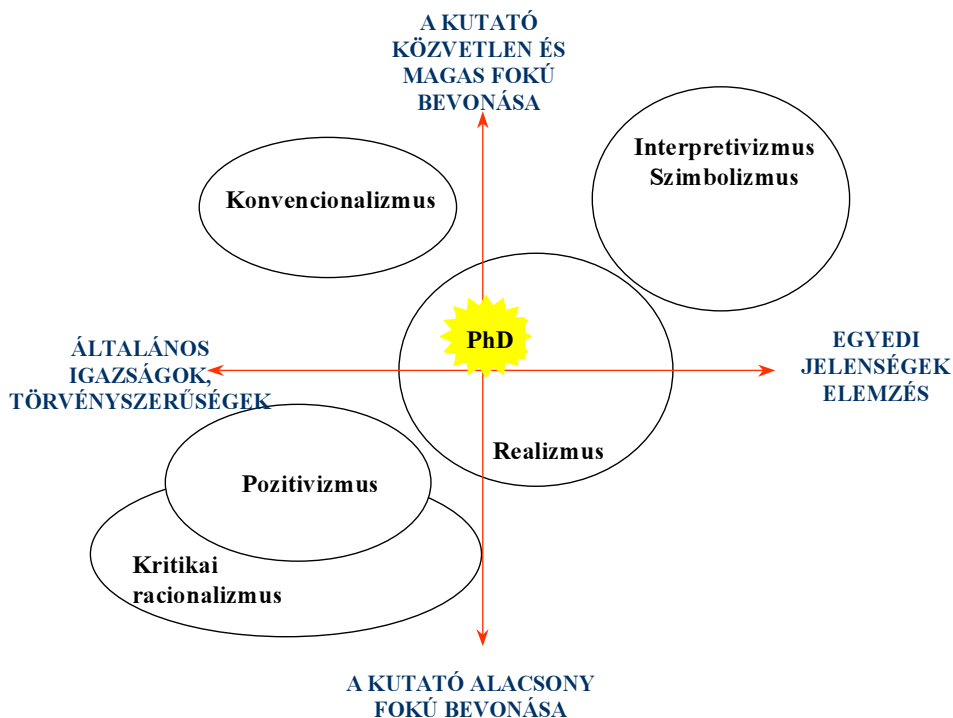 A KUTATÓ
KÖZVETLEN ÉS
MAGAS FOKÚ
BEVONÁSA
Interpretivizmus
Szimbolizmus
Konvencionalizmus
PhD
ÁLTALÁNOS
IGAZSÁGOK,
TÖRVÉNYSZERŰSÉGEK
EGYEDI
JELENSÉGEK
ELEMZÉS
Realizmus
Pozitivizmus
Kritikai
racionalizmus
A KUTATÓ ALACSONY
FOKÚ BEVONÁSA